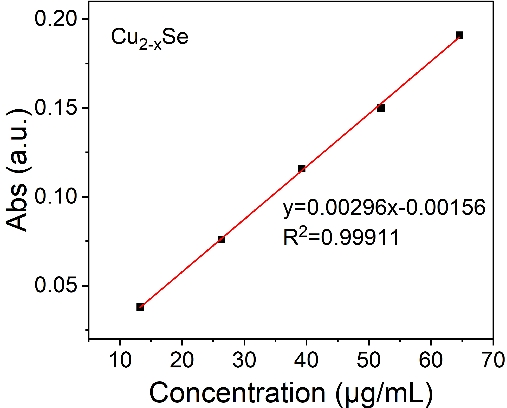 Cu₂₋ₓSe
0.20
0.15
0.10
0.05
Abs (a.u.)
y=0.00296x-0.00156
R²=0.99911
10 20 30 40 50 60 70
Concentration (μg/mL)